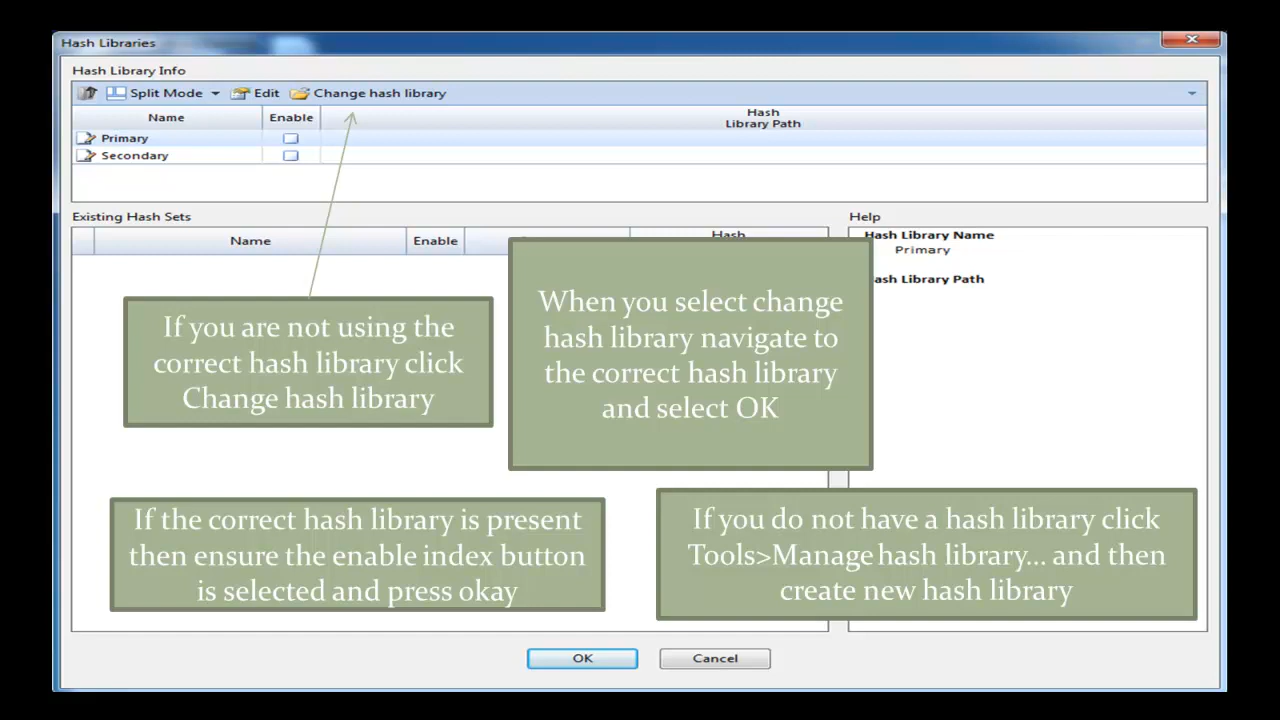 Hash Libraries
Hash Library Info
Split Mode Edit Change hash library
Name Enable Hash
Library Path
Primary
Secondary
Existing Hash Sets
Name Enable
Help
Hash Library Name
Primary
Library Path
If you are not using the
correct hash library click
Change hash library
When you select change
hash library navigate to
the correct hash library
and select OK
If the correct hash library is present
then ensure the enable index button
is selected and press okay
If you do not have a hash library click
Tools>Manage hash library... and then
create new hash library
OK Cancel